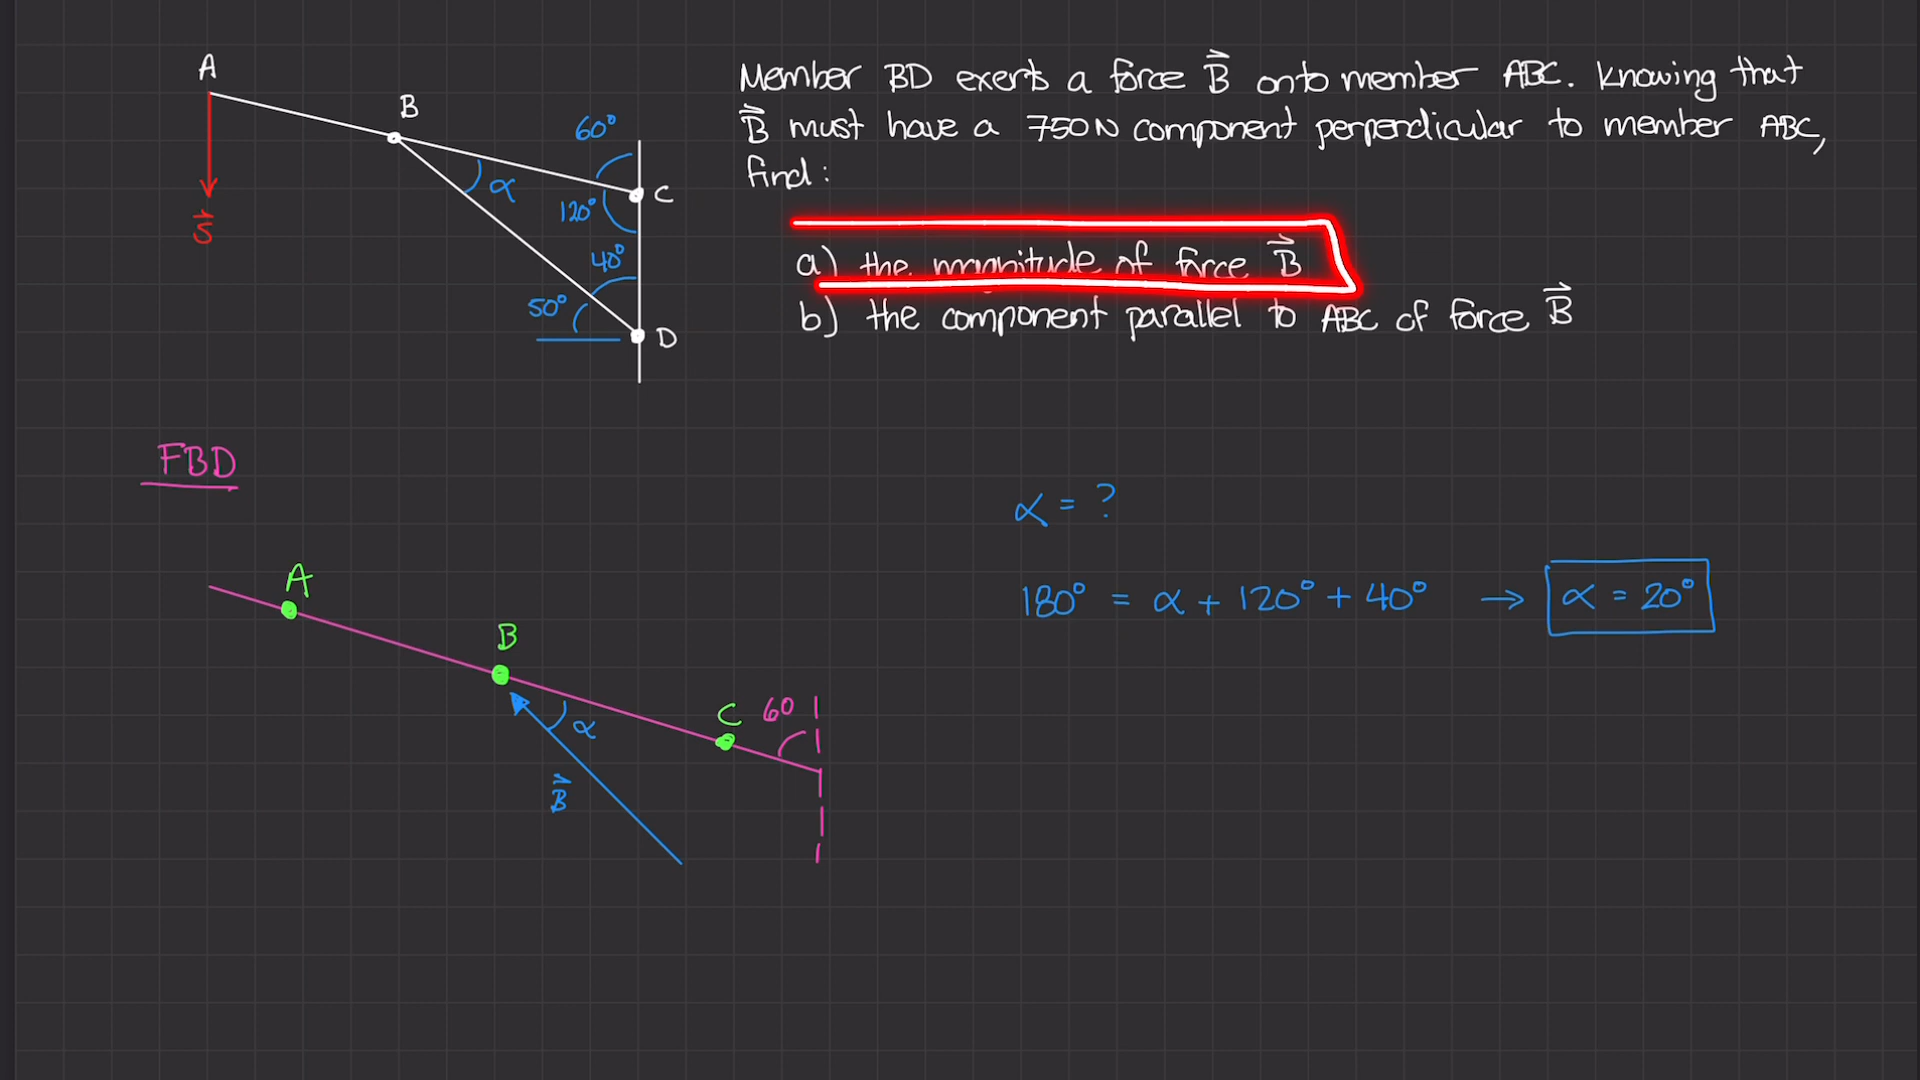 A
B
60°
Member BD exerts a force B⃗ onto member ABC. Knowing that
B⃗ must have a 750N component perpendicular to member ABC,
find:
α
C
120°
S⃗
40°
a) the magnitude of force B⃗
50°
b) the component parallel to ABC of force B⃗
D
FBD
α = ?
A
180° = α + 120° + 40° → α = 20°
B
C
60
α
B⃗